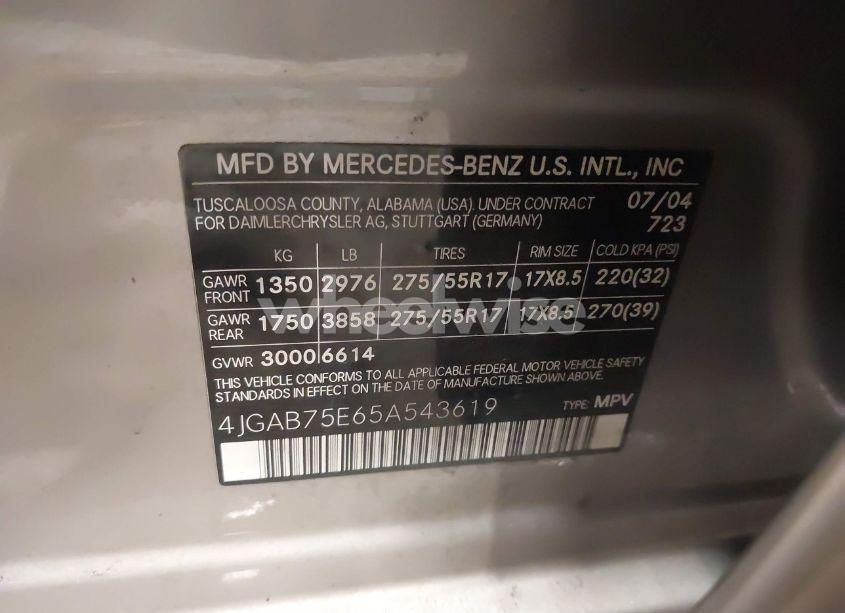 MFD BY MERCEDES-BENZ U.S. INTL., INC
TUSCALOOSA COUNTY, ALABAMA (USA). UNDER CONTRACT 07/04
FOR DAIMLERCHRYSLER AG, STUTTGART (GERMANY) 723
KG LB TIRES RIM SIZE COLD KPA (PSI)
GAWR FRONT 1350 2976 275/55R17 17X8.5 220(32)
GAWR REAR 1750 3858 275/55R17 17X8.5 270(39)
wheelwise
GVWR 3000 6614
THIS VEHICLE CONFORMS TO ALL APPLICABLE FEDERAL MOTOR VEHICLE SAFETY
STANDARDS IN EFFECT ON THE DATE OF MANUFACTURE SHOWN ABOVE.
4JGAB75E65A543619 TYPE: MPV